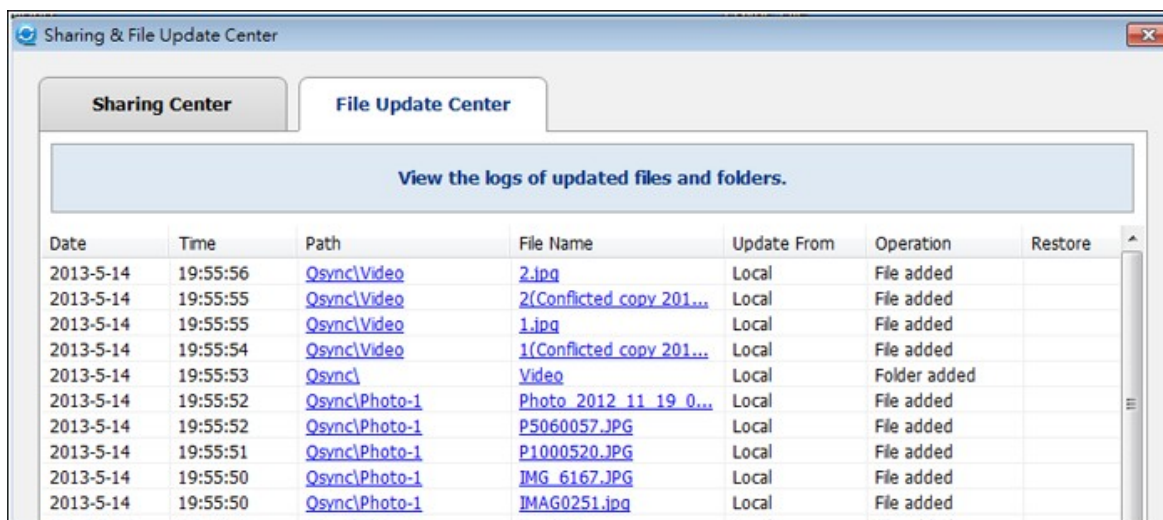 Sharing & File Update Center
Sharing Center File Update Center
View the logs of updated files and folders.
Date Time Path File Name Update From Operation Restore
2013-5-14 19:55:56 Qsync\Video 2.jpg Local File added
2013-5-14 19:55:55 Qsync\Video 2(Conflicted copy 201... Local File added
2013-5-14 19:55:55 Qsync\Video 1.jpg Local File added
2013-5-14 19:55:54 Qsync\Video 1(Conflicted copy 201... Local File added
2013-5-14 19:55:53 Qsync\ Video Local Folder added
2013-5-14 19:55:52 Qsync\Photo-1 Photo_2012_11_19_0... Local File added
2013-5-14 19:55:52 Qsync\Photo-1 P5060057.JPG Local File added
2013-5-14 19:55:51 Qsync\Photo-1 P1000520.JPG Local File added
2013-5-14 19:55:50 Qsync\Photo-1 IMG_6167.JPG Local File added
2013-5-14 19:55:50 Qsync\Photo-1 IMAG0251.jpg Local File added